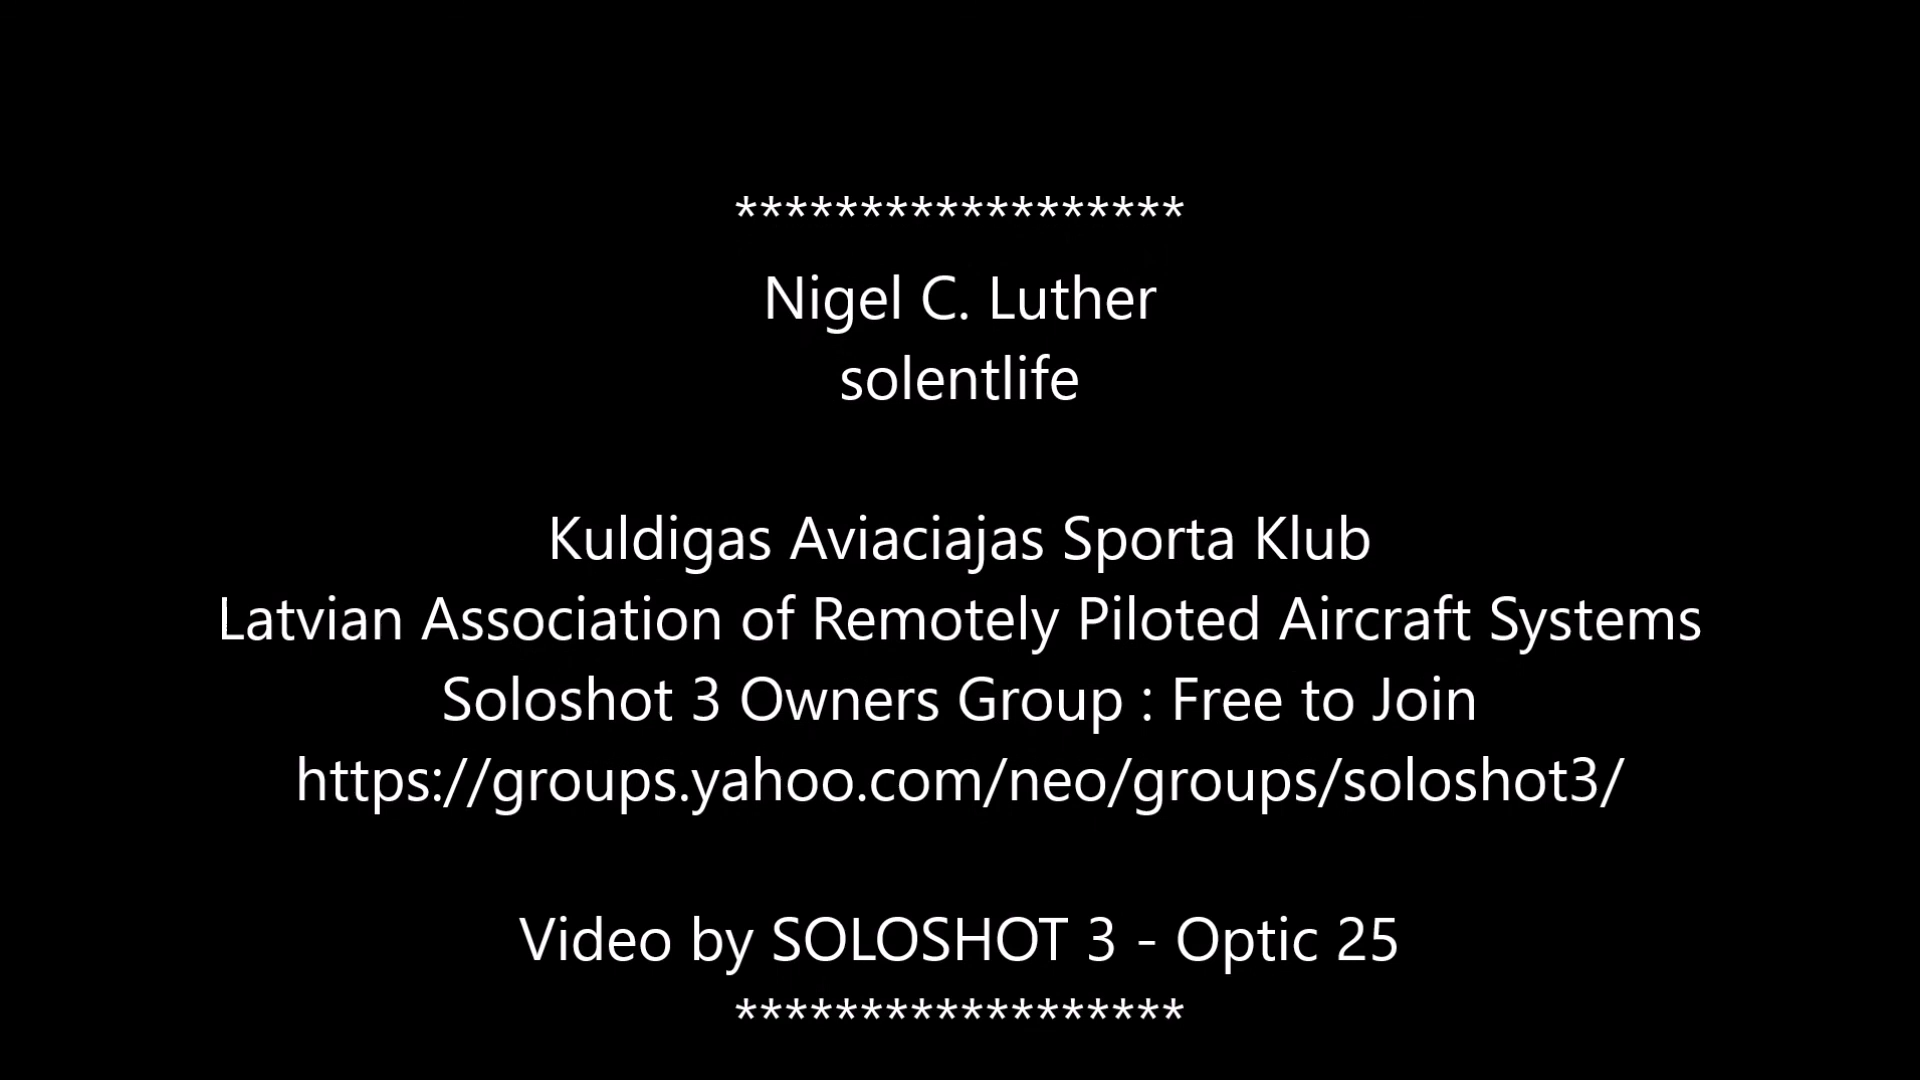 ******************
Nigel C. Luther
solentlife
Kuldigas Aviaciajas Sporta Klub
Latvian Association of Remotely Piloted Aircraft Systems
Soloshot 3 Owners Group : Free to Join
https://groups.yahoo.com/neo/groups/soloshot3/
Video by SOLOSHOT 3 - Optic 25
******************